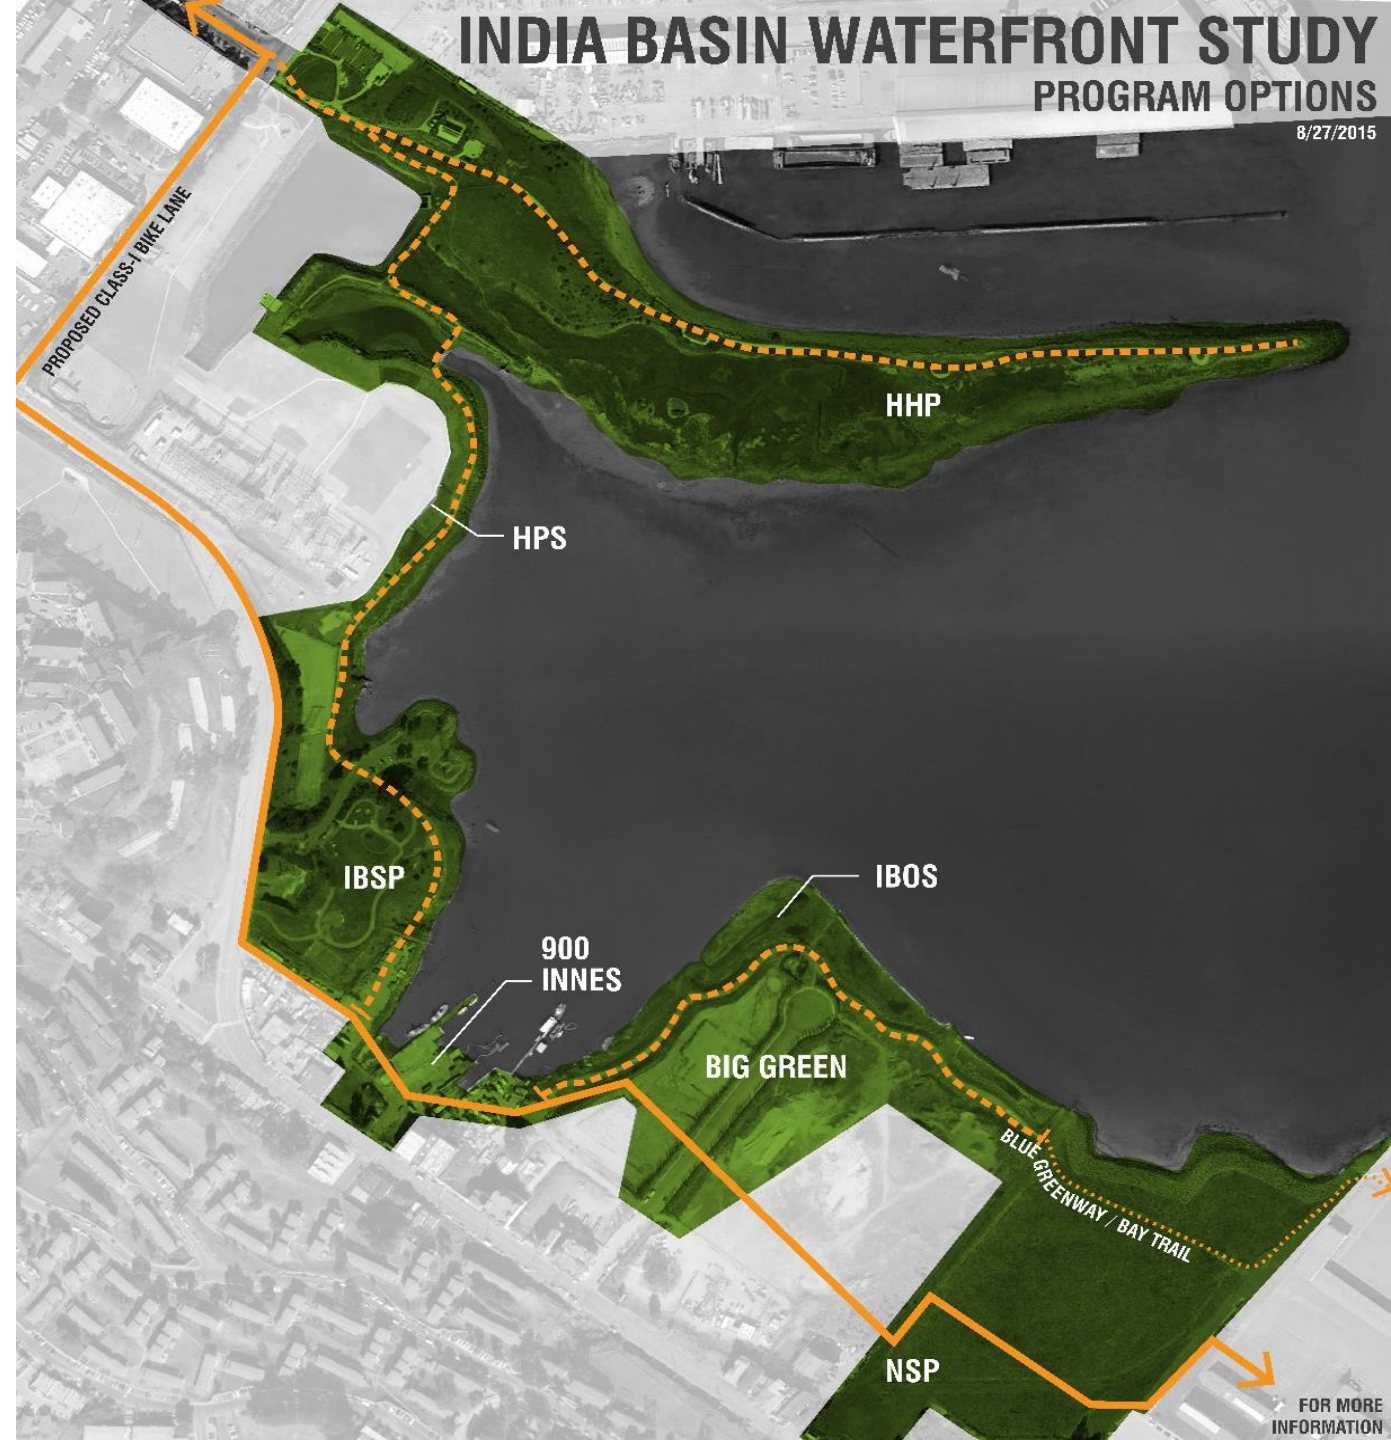 INDIA BASIN WATERFRONT STUDY
PROGRAM OPTIONS
8/27/2015
PROPOSED CLASS-I BIKE LANE
HHP
HPS
IBSP
IBOS
900
INNES
BIG GREEN
BLUE GREENWAY / BAY TRAIL
NSP
FOR MORE
INFORMATION